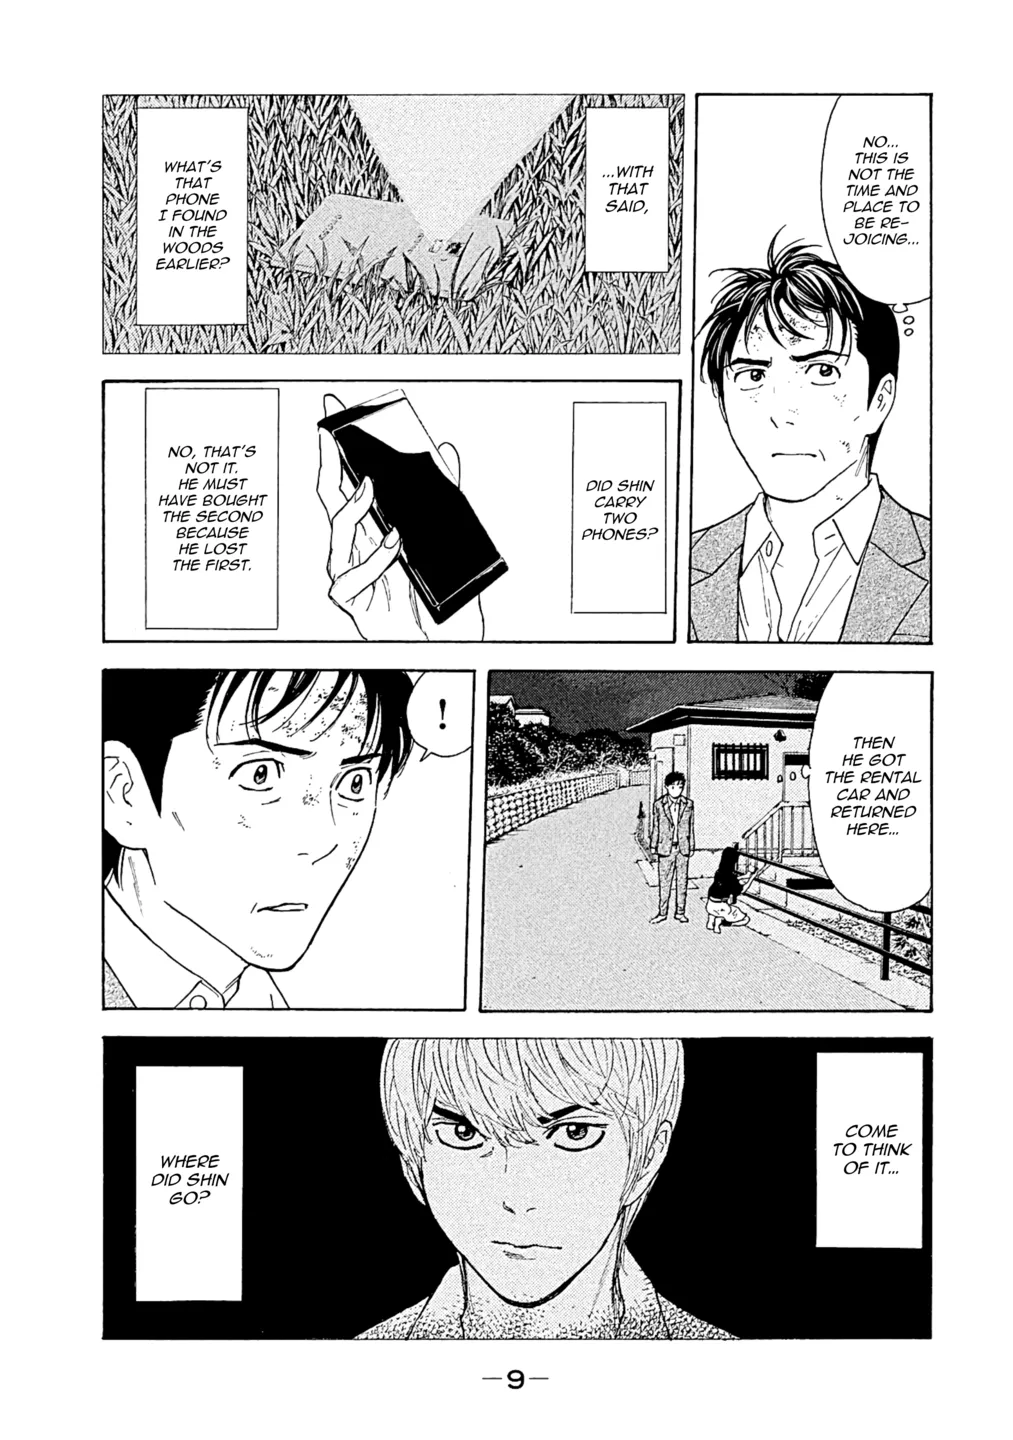 NO...
THIS IS
NOT THE
TIME AND
PLACE TO
BE RE-
JOICING...
...WITH
THAT
SAID,
WHAT'S
THAT
PHONE
I FOUND
IN THE
WOODS
EARLIER?
DID SHIN
CARRY
TWO
PHONES?
NO, THAT'S
NOT IT.
HE MUST
HAVE BOUGHT
THE SECOND
BECAUSE
HE LOST
THE FIRST.
THEN
HE GOT
THE RENTAL
CAR AND
RETURNED
HERE...
!
COME
TO THINK
OF IT...
WHERE
DID SHIN
GO?
—9—